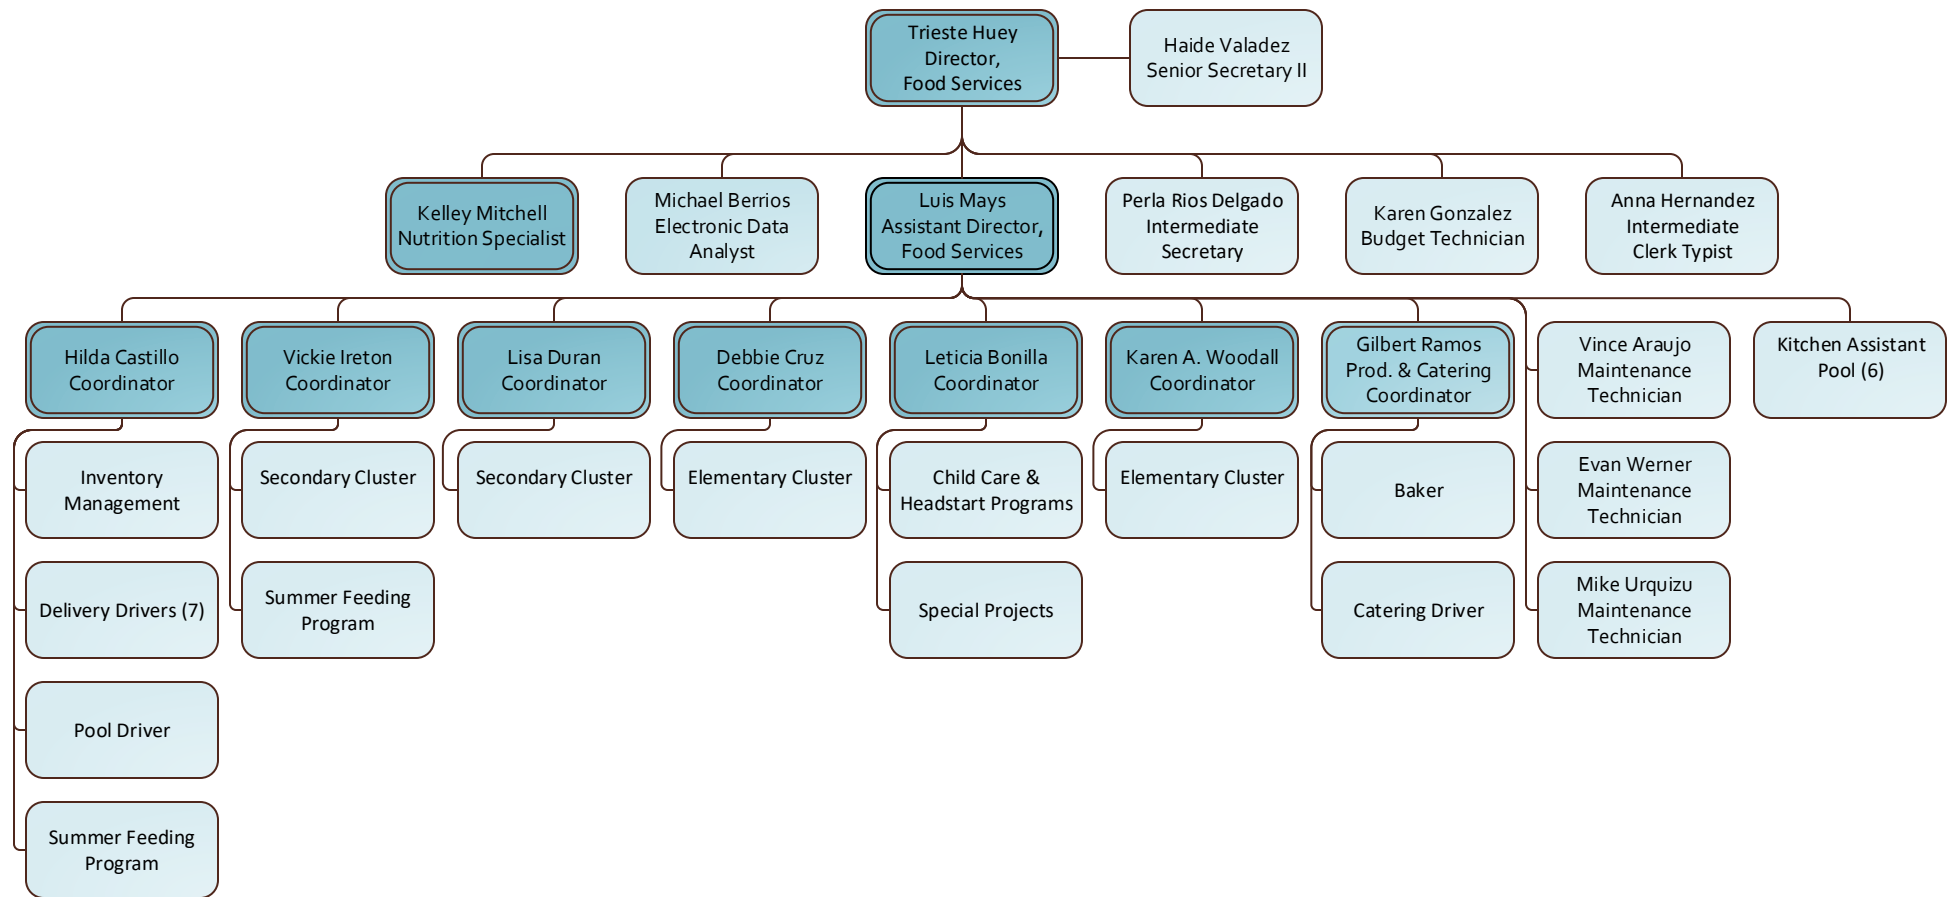 Trieste Huey
Director,
Food Services
Haide Valadez
Senior Secretary II
Kelley Mitchell
Nutrition Specialist
Michael Berrios
Electronic Data
Analyst
Luis Mays
Assistant Director,
Food Services
Perla Rios Delgado
Intermediate
Secretary
Karen Gonzalez
Budget Technician
Anna Hernandez
Intermediate
Clerk Typist
Hilda Castillo
Coordinator
Vickie Ireton
Coordinator
Lisa Duran
Coordinator
Debbie Cruz
Coordinator
Leticia Bonilla
Coordinator
Karen A. Woodall
Coordinator
Gilbert Ramos
Prod. & Catering
Coordinator
Vince Araujo
Maintenance
Technician
Kitchen Assistant
Pool (6)
Inventory
Management
Secondary Cluster
Secondary Cluster
Elementary Cluster
Child Care &
Headstart Programs
Elementary Cluster
Baker
Evan Werner
Maintenance
Technician
Delivery Drivers (7)
Summer Feeding
Program
Special Projects
Catering Driver
Mike Urquizu
Maintenance
Technician
Pool Driver
Summer Feeding
Program